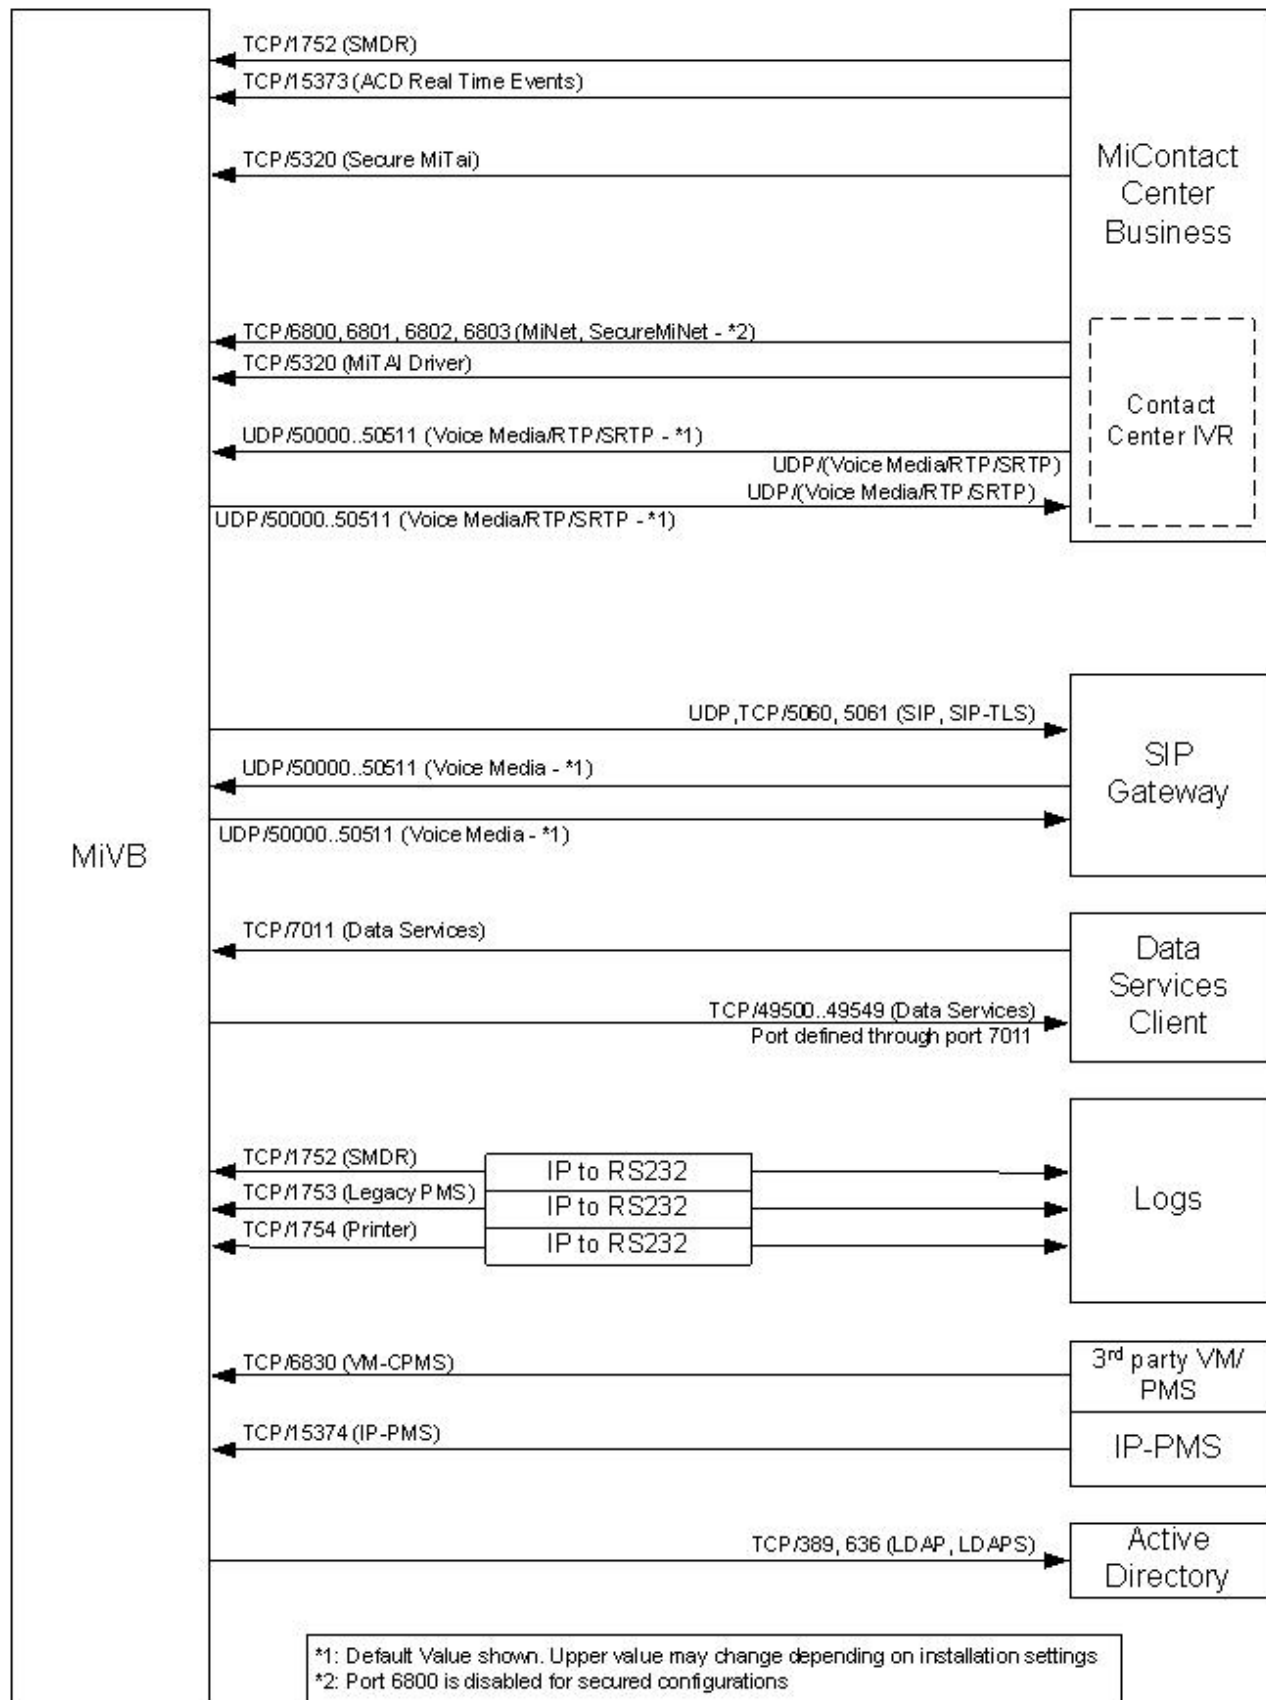 TCP/1752 (SMDR)
TCP/15373 (ACD Real Time Events)
TCP/5320 (Secure MiTai)
MiContact
Center
Business
TCP/6800, 6801, 6802, 6803 (MiNet, SecureMiNet - *2)
TCP/5320 (MiTAI Driver)
Contact
Center IVR
UDP/50000..50511 (Voice Media/RTP/SRTP - *1)
UDP/(Voice Media/RTP/SRTP)
UDP/(Voice Media/RTP/SRTP)
UDP/50000..50511 (Voice Media/RTP/SRTP - *1)
UDP,TCP/5060, 5061 (SIP, SIP-TLS)
UDP/50000..50511 (Voice Media - *1)
UDP/50000..50511 (Voice Media - *1)
SIP
Gateway
MiVB
TCP/7011 (Data Services)
TCP/49500..49549 (Data Services)
Port defined through port 7011
Data
Services
Client
TCP/1752 (SMDR)
IP to RS232
TCP/1753 (Legacy PMS)
IP to RS232
TCP/1754 (Printer)
IP to RS232
Logs
TCP/6830 (VM-CPMS)
3rd party VM/
PMS
TCP/15374 (IP-PMS)
IP-PMS
TCP/389, 636 (LDAP, LDAPS)
Active
Directory
*1: Default Value shown. Upper value may change depending on installation settings
*2: Port 6800 is disabled for secured configurations